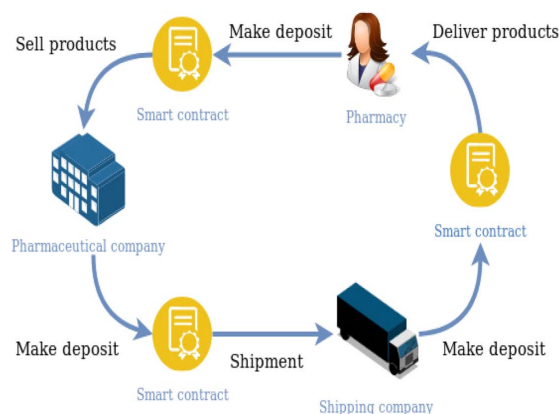 Make deposit
Deliver products
Sell products
Smart contract
Pharmacy
Smart contract
Pharmaceutical company
Make deposit
Shipment
Make deposit
Smart contract
Shipping company